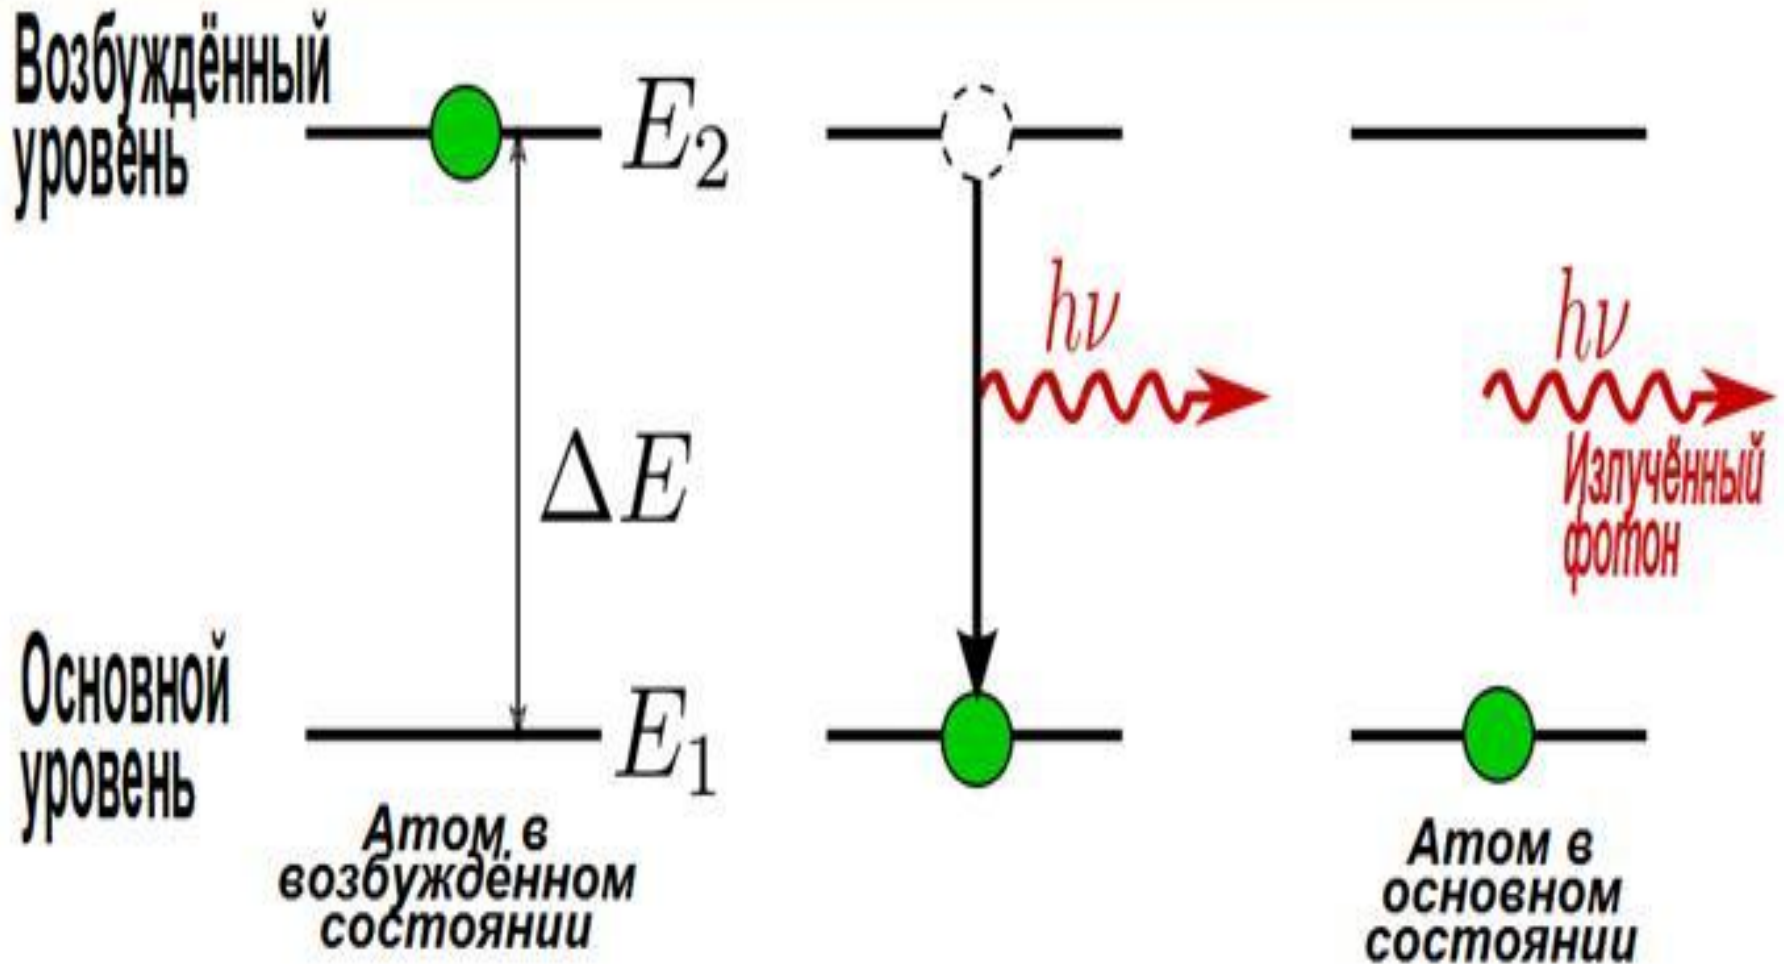 Возбуждённый
уровень
E₂
hν
hν
ΔE
Излучённый
фотон
Основной
уровень
E₁
Атом в
возбуждённом
состоянии
Атом в
основном
состоянии